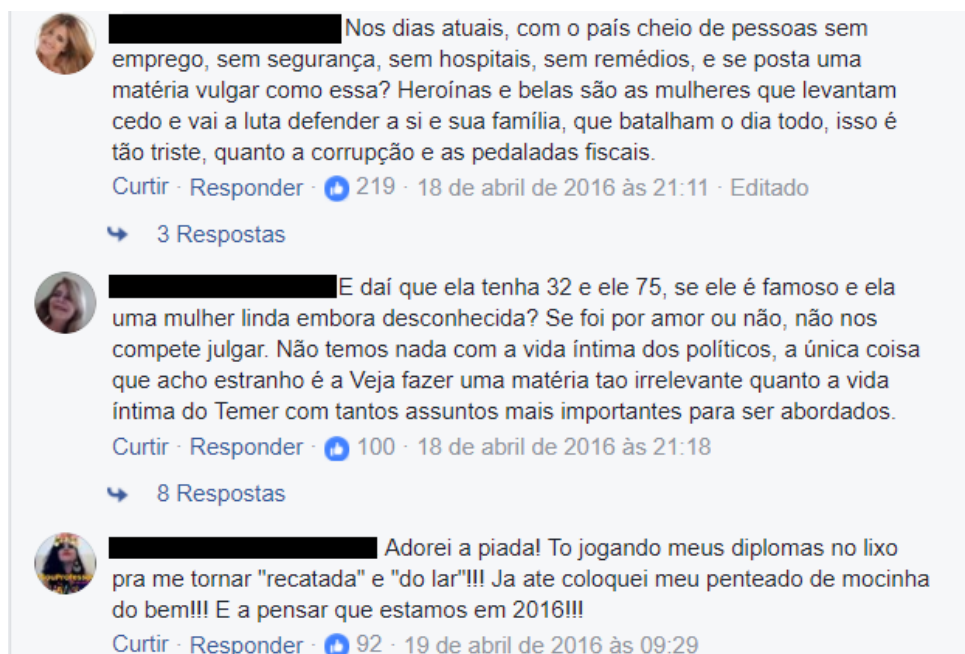 Nos dias atuais, com o país cheio de pessoas sem
emprego, sem segurança, sem hospitais, sem remédios, e se posta uma
matéria vulgar como essa? Heroínas e belas são as mulheres que levantam
cedo e vai a luta defender a si e sua família, que batalham o dia todo, isso é
tão triste, quanto a corrupção e as pedaladas fiscais.
Curtir · Responder · 219 · 18 de abril de 2016 às 21:11 · Editado
3 Respostas
E daí que ela tenha 32 e ele 75, se ele é famoso e ela
uma mulher linda embora desconhecida? Se foi por amor ou não, não nos
compete julgar. Não temos nada com a vida íntima dos políticos, a única coisa
que acho estranho é a Veja fazer uma matéria tao irrelevante quanto a vida
íntima do Temer com tantos assuntos mais importantes para ser abordados.
Curtir · Responder · 100 · 18 de abril de 2016 às 21:18
8 Respostas
Adorei a piada! To jogando meus diplomas no lixo
pra me tornar "recatada" e "do lar"!!! Ja ate coloquei meu penteado de mocinha
do bem!!! E a pensar que estamos em 2016!!!
Curtir · Responder · 92 · 19 de abril de 2016 às 09:29